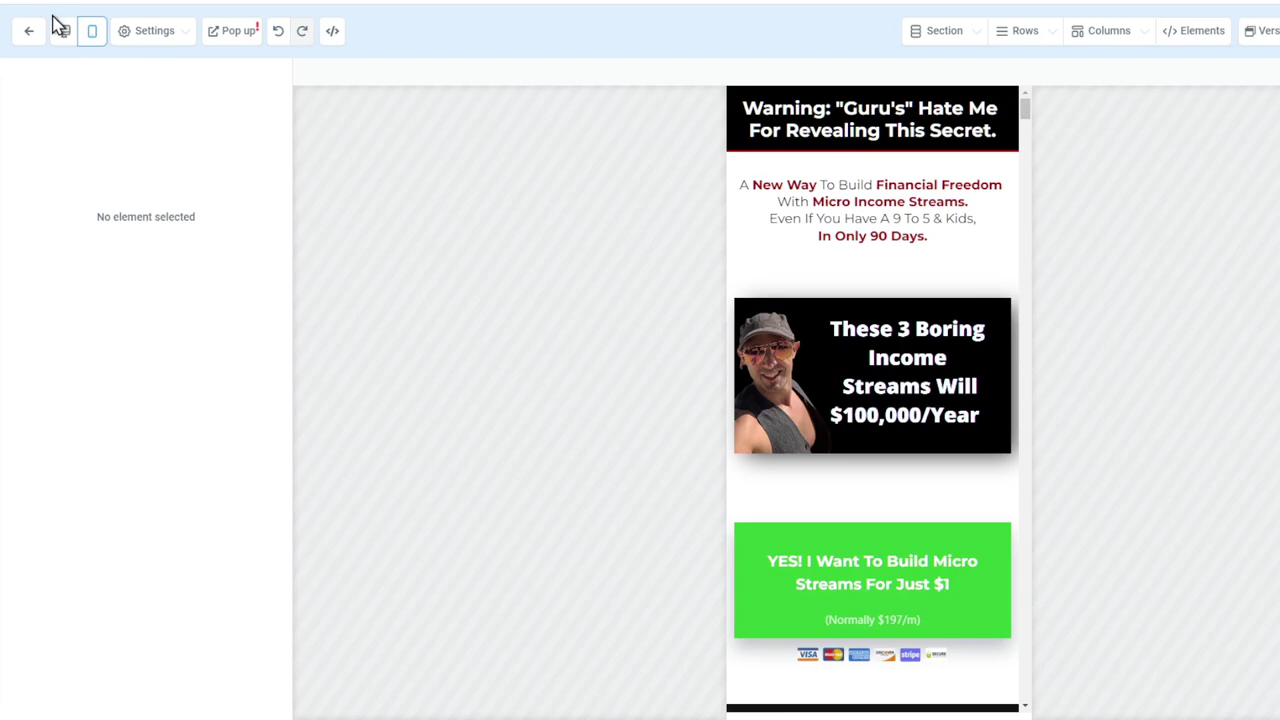 Settings
Pop up!
</>
Section
Rows
Columns
</> Elements
Vers
No element selected
Warning: "Guru's" Hate Me
For Revealing This Secret.
A New Way To Build Financial Freedom
With Micro Income Streams.
Even If You Have A 9 To 5 & Kids,
In Only 90 Days.
These 3 Boring
Income
Streams Will
$100,000/Year
YES! I Want To Build Micro
Streams For Just $1
(Normally $197/m)
VISA
stripe
SECURE